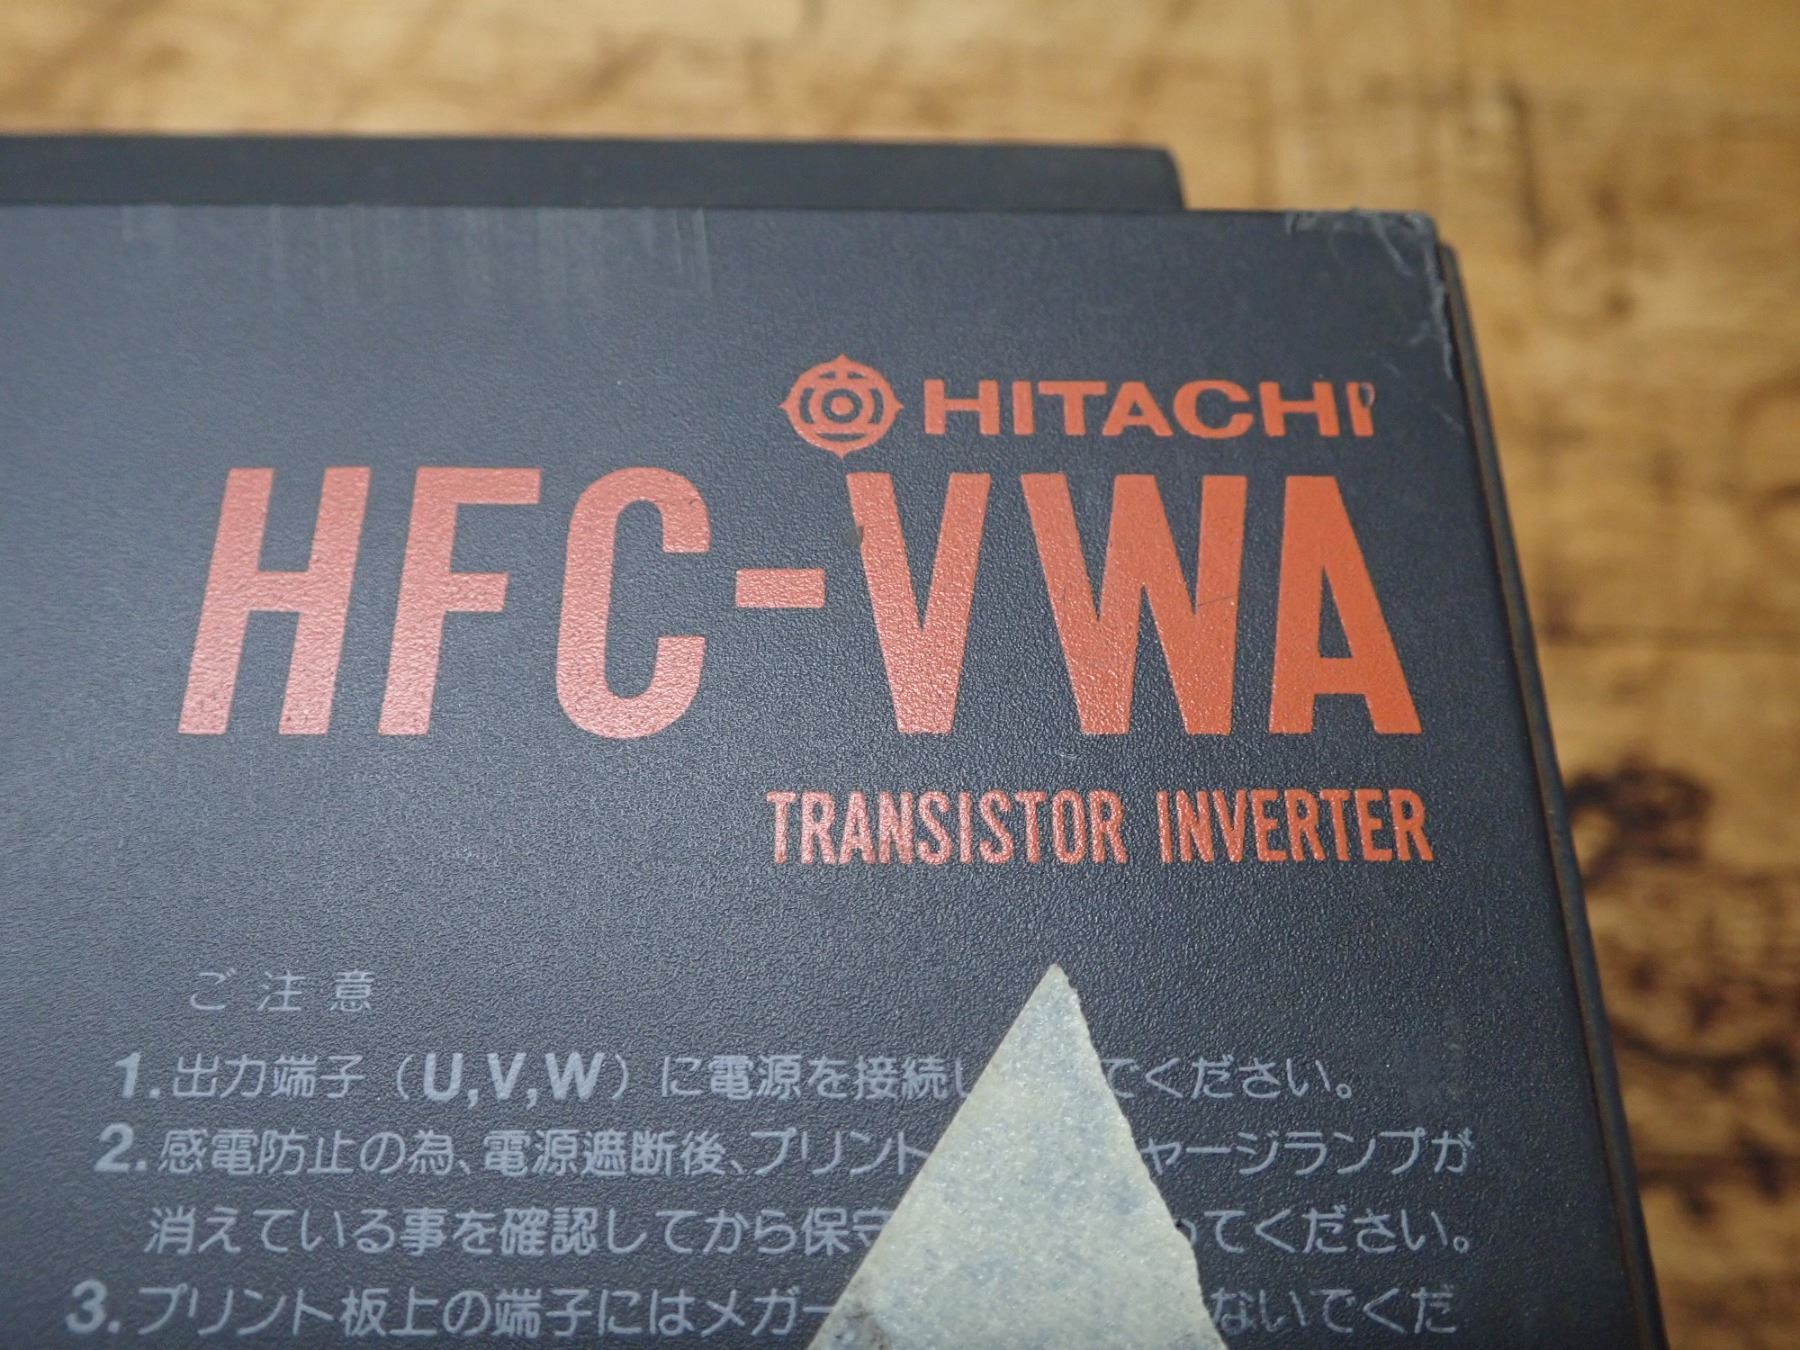 HITACHI
HFC-VWA
TRANSISTOR INVERTER
ご注意
1.出力端子（U,V,W）に電源を接続し てください。
2.感電防止の為、電源遮断後、プリント ャージランプが
消えている事を確認してから保守 てください。
3.プリント板上の端子にはメガー ないでくだ